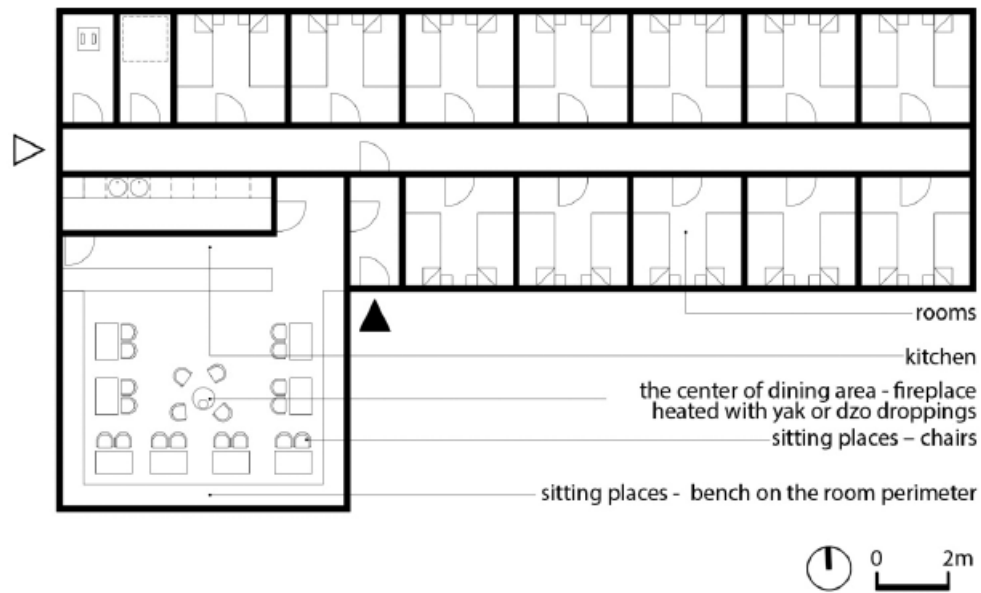 rooms
kitchen
the center of dining area - fireplace
heated with yak or dzo droppings
sitting places – chairs
sitting places - bench on the room perimeter
0 2m